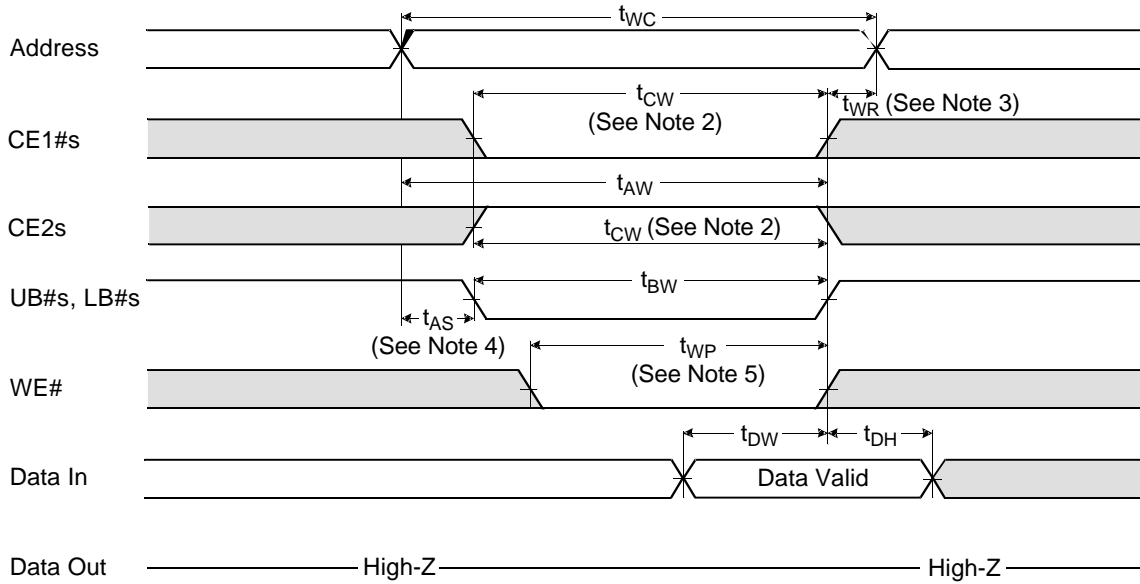 tWC
Address
tCW
(See Note 2)
tWR (See Note 3)
CE1#s
tAW
CE2s
tCW (See Note 2)
tBW
UB#s, LB#s
tAS
(See Note 4)
tWP
(See Note 5)
WE#
tDW
tDH
Data In
Data Valid
Data Out
High-Z
High-Z